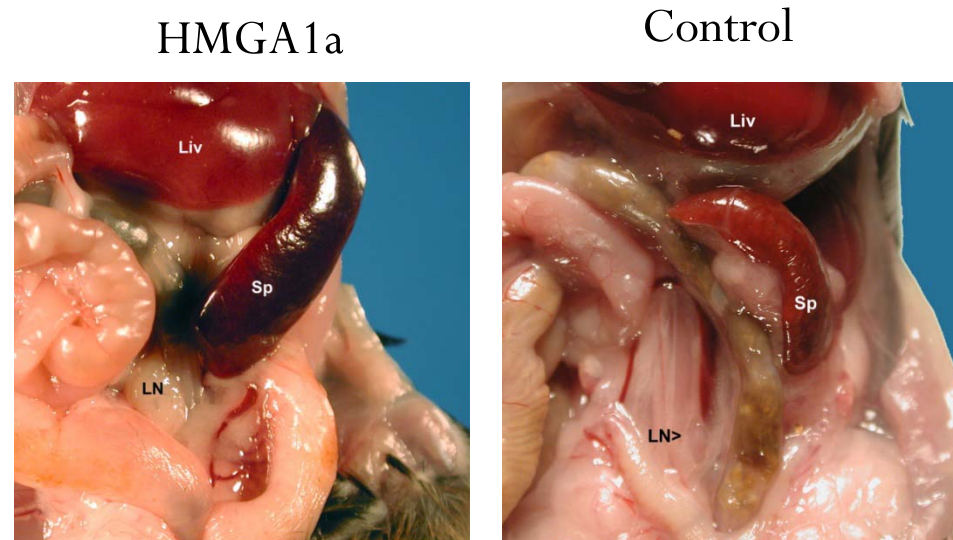 HMGA1a
Control
Liv
Sp
LN
Liv
Sp
LN>